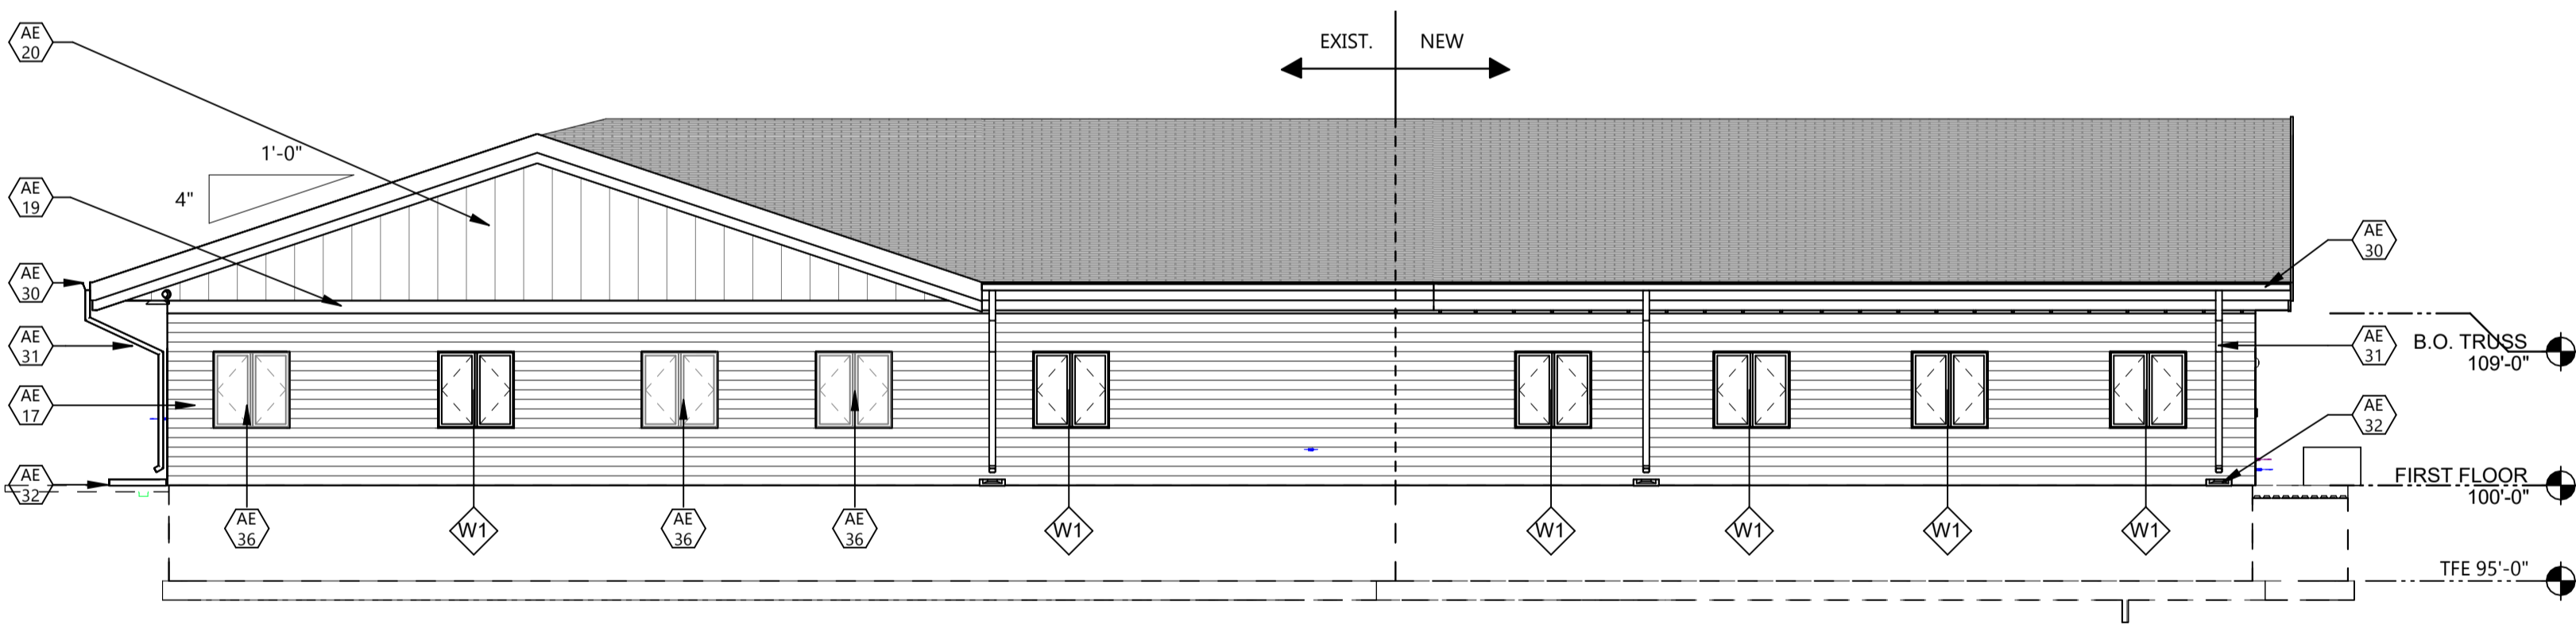 AE
20
EXIST.
NEW
1'-0"
4"
AE
19
AE
30
AE
30
AE
31
AE
31
B.O. TRUSS
109'-0"
AE
17
AE
32
AE
32
FIRST FLOOR
100'-0"
AE
36
W1
AE
36
AE
36
W1
W1
W1
W1
W1
TFE 95'-0"